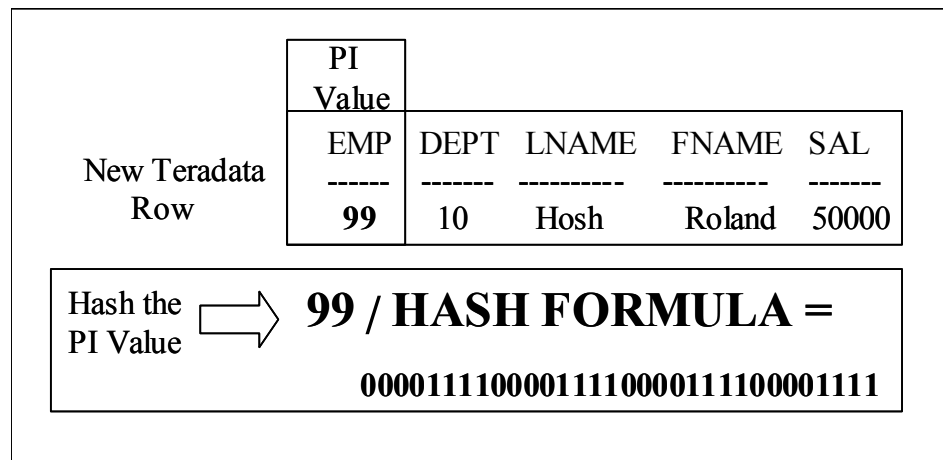 PI
Value
EMP DEPT LNAME FNAME SAL
------ ------- ---------- ---------- -------
New Teradata
Row
99 10 Hosh Roland 50000
Hash the
PI Value
99 / HASH FORMULA =
00001111000011110000111100001111